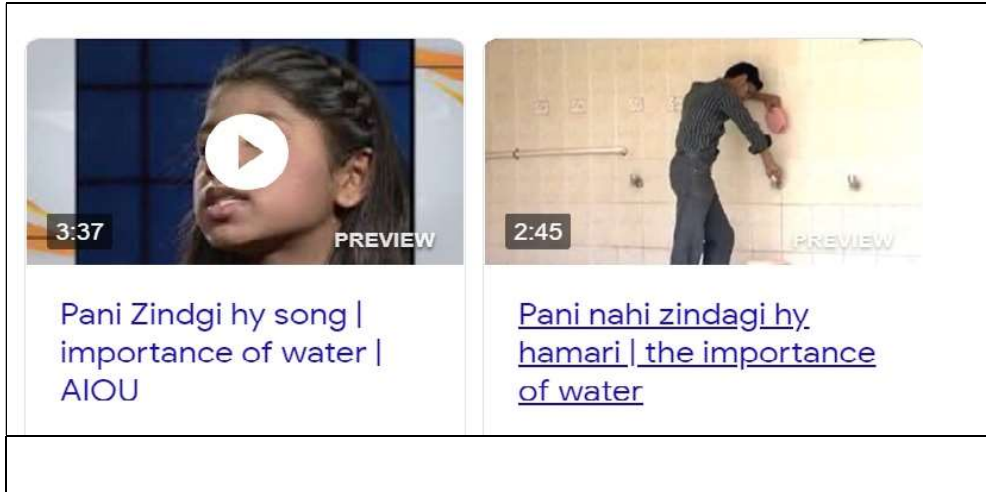 3:37
PREVIEW
2:45
PREVIEW
Pani Zindgi hy song |
importance of water |
AIOU
Pani nahi zindagi hy
hamari | the importance
of water